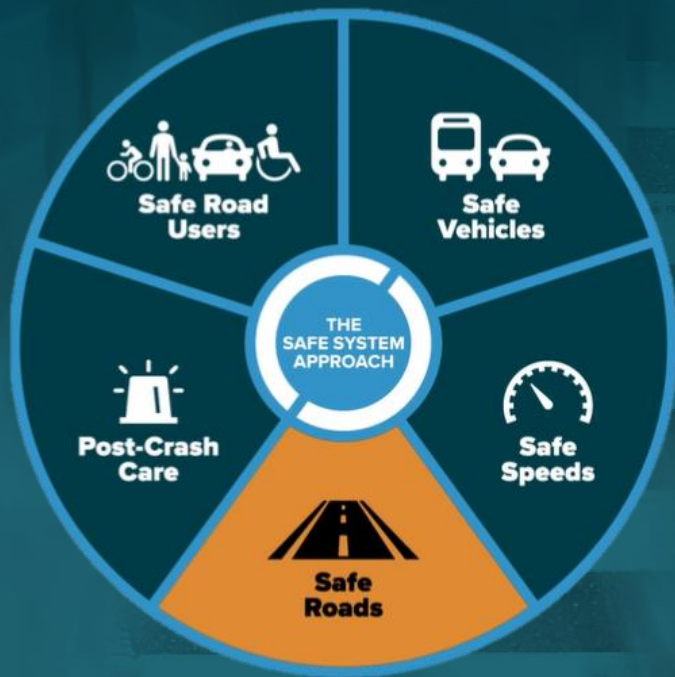 Safe Road
Users
Safe
Vehicles
THE
SAFE SYSTEM
APPROACH
Post-Crash
Care
Safe
Speeds
Safe
Roads